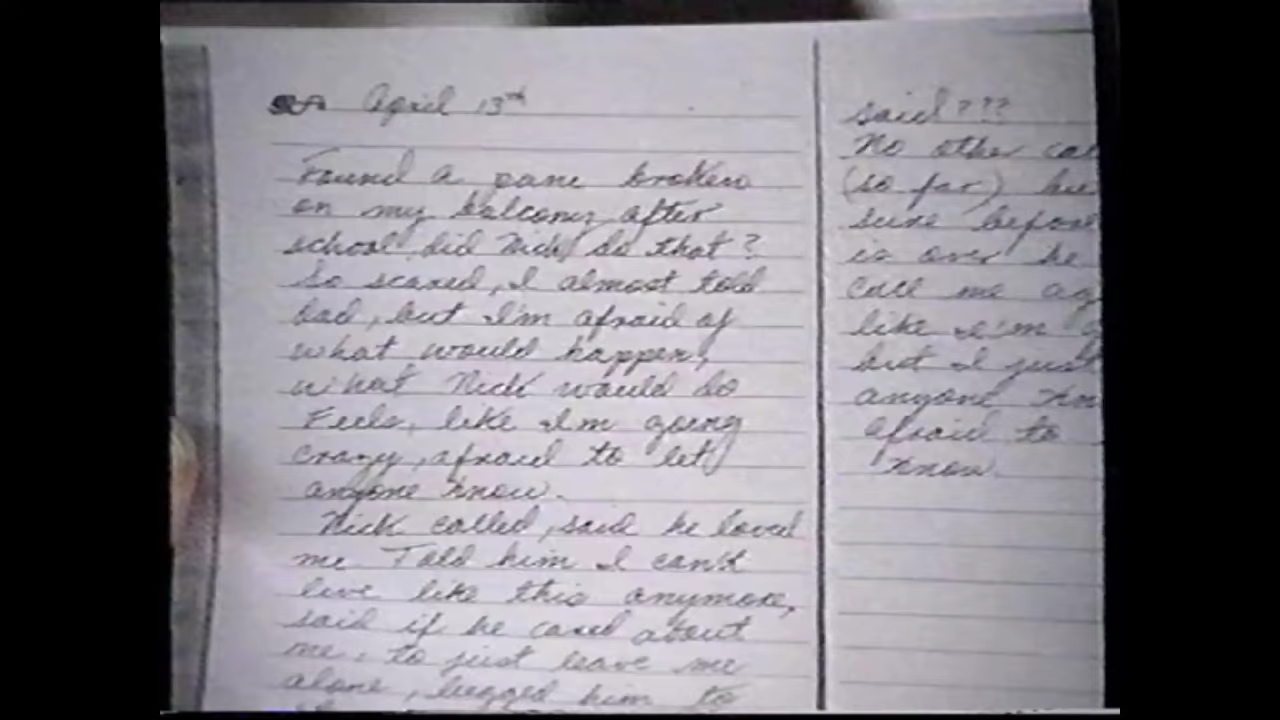 April 13th
Found a pane broken
on my balcony after
school, did Nick do that?
So scared, I almost told
Dad, but I'm afraid of
what would happen,
what Nick would do
Feels, like I'm going
crazy, afraid to let
anyone know.
Nick called, said he loved
me Told him I can't
live like this anymore,
said if he cared about
me, to just leave me
alone, begged him to
said???
No other
(so far)
sure before
is over he
call me
like I'm
but I just
anyone
afraid to
know.